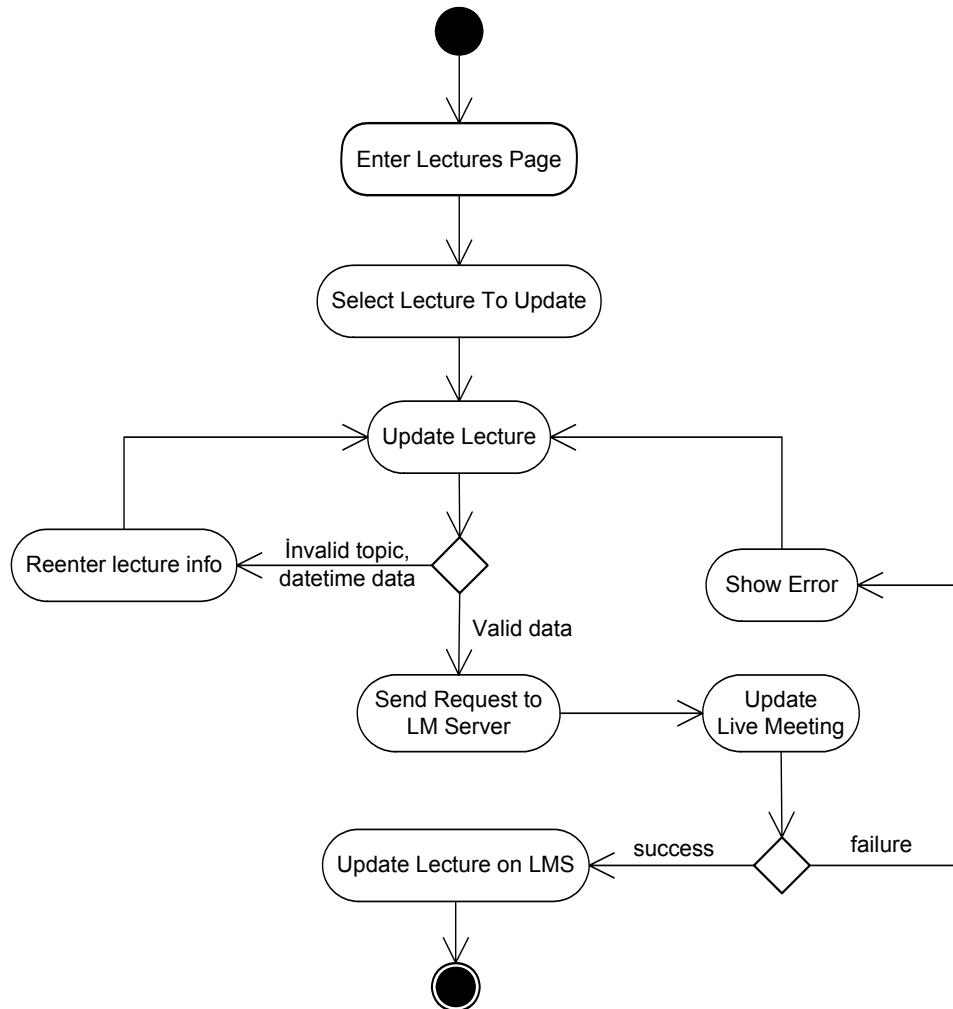 Enter Lectures Page
Select Lecture To Update
Update Lecture
Reenter lecture info
İnvalid topic,
datetime data
Show Error
Valid data
Send Request to
LM Server
Update
Live Meeting
Update Lecture on LMS
success
failure